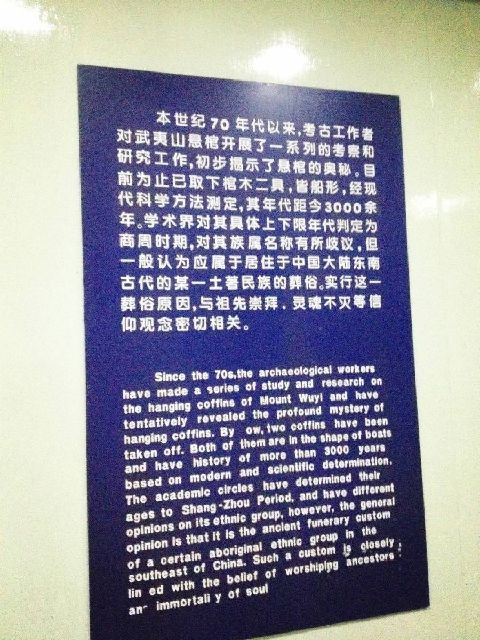 本世纪70年代以来,考古工作者
对武夷山悬棺开展了一系列的考察和
研究工作,初步揭示了悬棺的奥秘。目
前为止已取下棺木二具,皆船形,经现
代科学方法测定,其年代距今3000余
年。学术界对其具体上下限年代判定为
商周时期,对其族属名称有所歧议,但
一般认为应属于居住于中国大陆东南
古代的某一土著民族的葬俗。实行这一
葬俗原因,与祖先崇拜、灵魂不灭等信
仰观念密切相关。
Since the 70s,the archaeological workers
have made a series of study and research on
the hanging coffins of Mount Wuyi and have
tentatively revealed the profound mystery of
hanging coffins. By ow, two coffins have been
taken off. Both of them are in the shape of boats
and have history of more than 3000 years
based on modern and scientific determination.
The academic circles have determined their
ages to Shang-Zhou Period, and have different
opinions on its ethnic group, however, the general
opinion is that it is the ancient funerary custom
of a certain aboriginal ethnic group in the
southeast of China. Such a custom is closely
lin ed with the belief of worshiping ancestors
an immortali y of soul